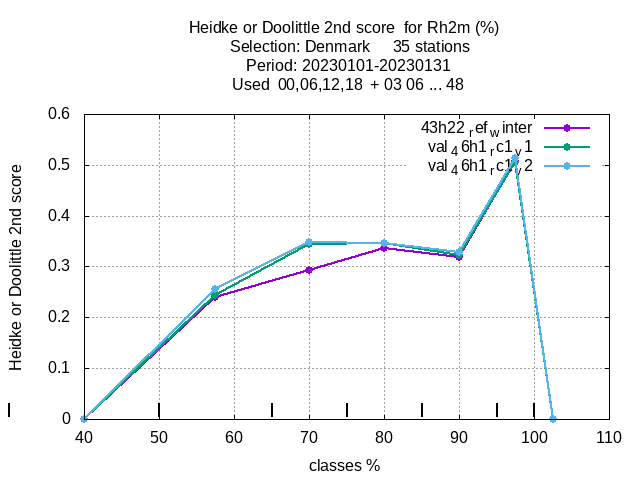 Heidke or Doolittle 2nd score  for Rh2m (%)
Selection: Denmark     35 stations
Period: 20230101-20230131
Used  00,06,12,18  + 03 06 ... 48
43h22_ref_winter
val_46h1_rc1_v1
val_46h1_rc1_v2
Heidke or Doolittle 2nd score
0.6
0.5
0.4
0.3
0.2
0.1
0
40 50 60 70 80 90 100 110
classes %